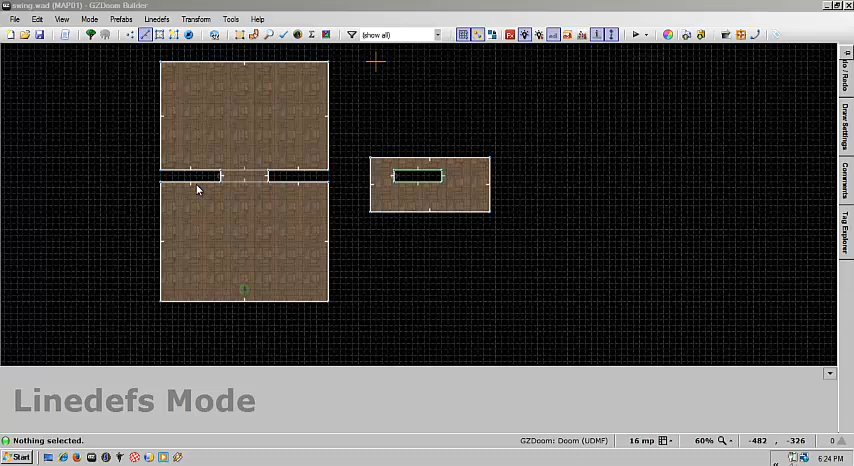 swing.wad (MAP01) - GZDoom Builder
File Edit View Mode Prefabs Linedefs Transform Tools Help
(show all)
Fx
Draw Settings
Comments
Tag Explorer
Linedefs Mode
Nothing selected.
GZDoom: Doom (UDMF) 16 mp 60% -482 , -326 0
Start 6:24 PM